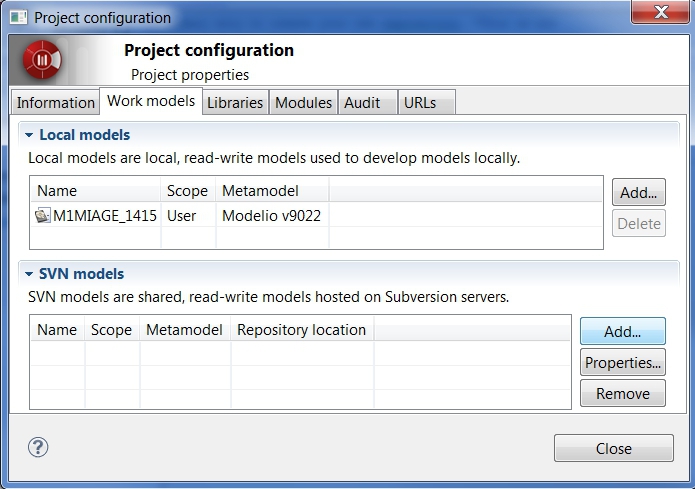 Project configuration
Project configuration
Project properties
Information Work models Libraries Modules Audit URLs
Local models
Local models are local, read-write models used to develop models locally.
Name Scope Metamodel
Add...
M1MIAGE_1415 User Modelio v9022
Delete
SVN models
SVN models are shared, read-write models hosted on Subversion servers.
Name Scope Metamodel Repository location
Add...
Properties...
Remove
? Close